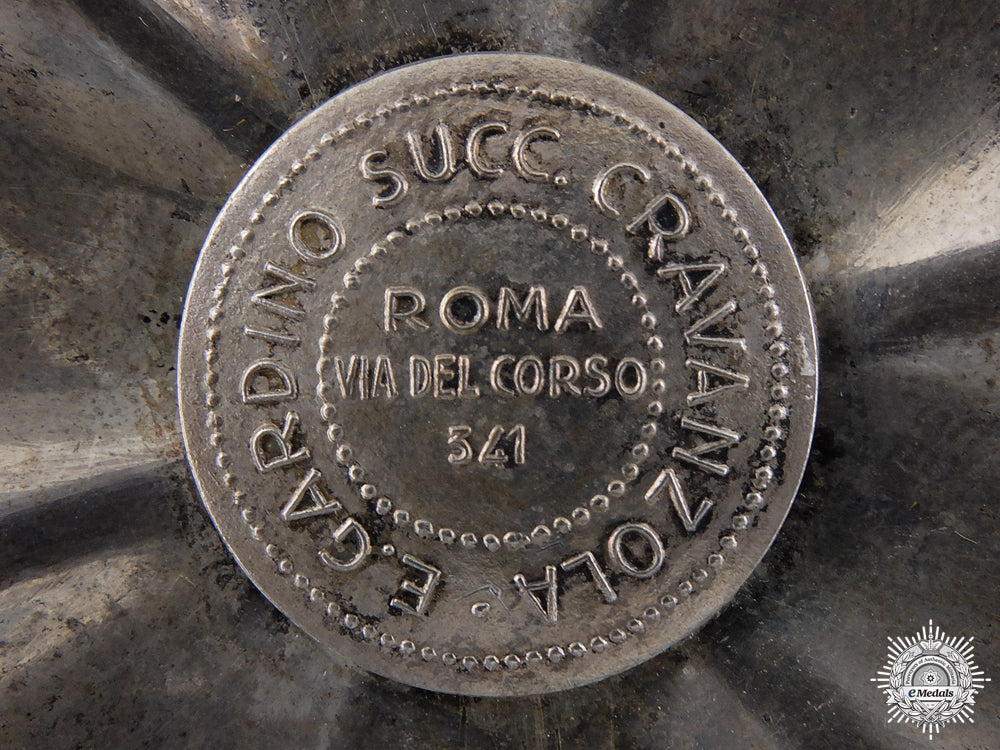 E. GARDINO SUCC. CRAVANZOLA
ROMA
VIA DEL CORSO
341
eMedals